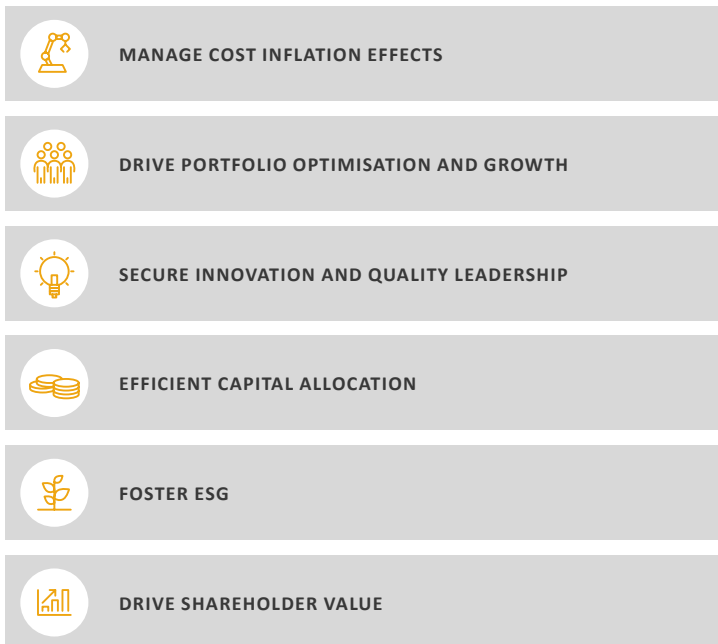 MANAGE COST INFLATION EFFECTS
DRIVE PORTFOLIO OPTIMISATION AND GROWTH
SECURE INNOVATION AND QUALITY LEADERSHIP
EFFICIENT CAPITAL ALLOCATION
FOSTER ESG
DRIVE SHAREHOLDER VALUE